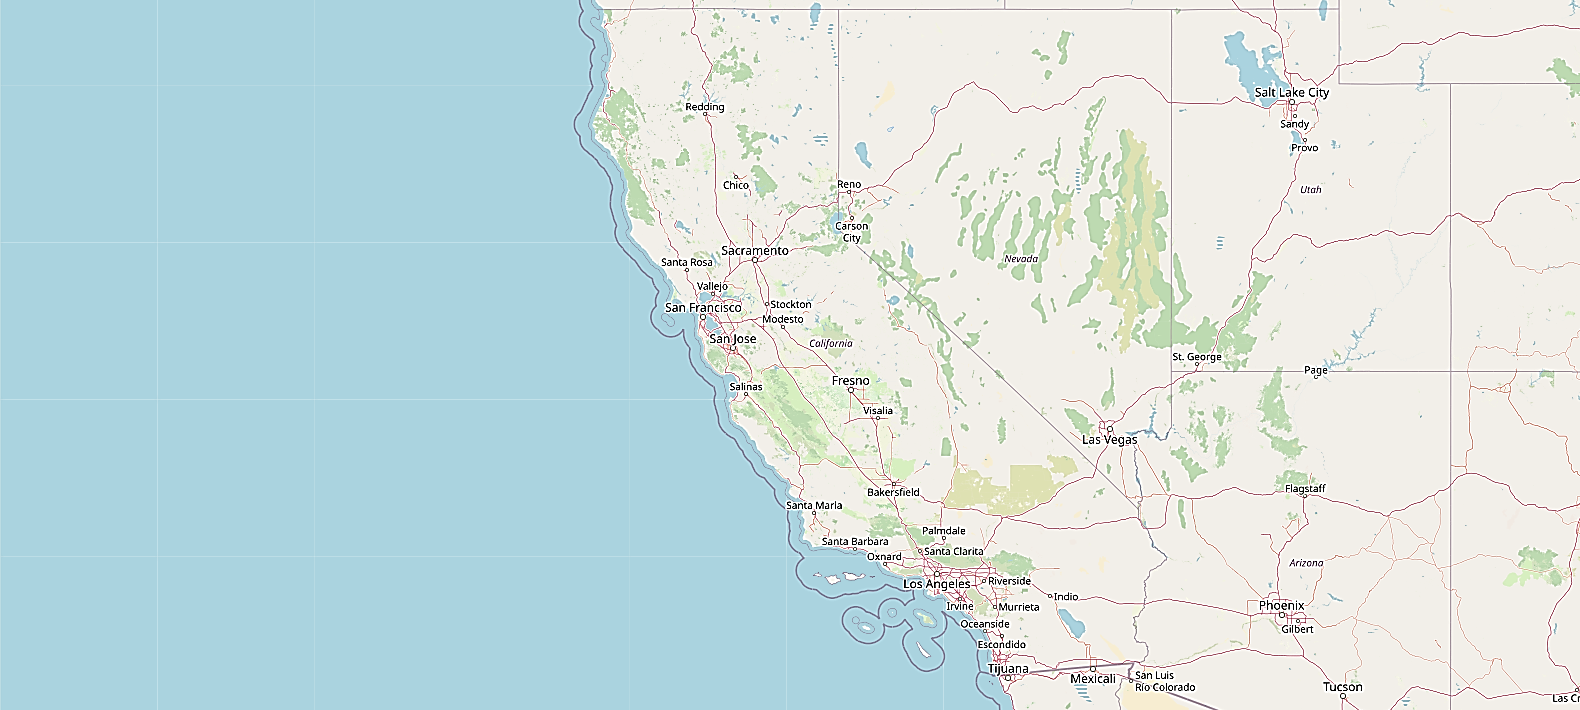 Salt Lake City
Redding
Sandy
Provo
Chico
Reno
Utah
Carson
City
Sacramento
Nevada
Santa Rosa
Vallejo
San Francisco
Stockton
Modesto
San Jose
California
St. George
Page
Fresno
Salinas
Visalia
Las Vegas
Bakersfield
Flagstaff
Santa Maria
Palmdale
Santa Barbara
Santa Clarita
Oxnard
Arizona
Los Angeles
Riverside
Indio
Irvine
Murrieta
Phoenix
Oceanside
Gilbert
Escondido
Tijuana
Mexicali
San Luis
Río Colorado
Tucson
Las C